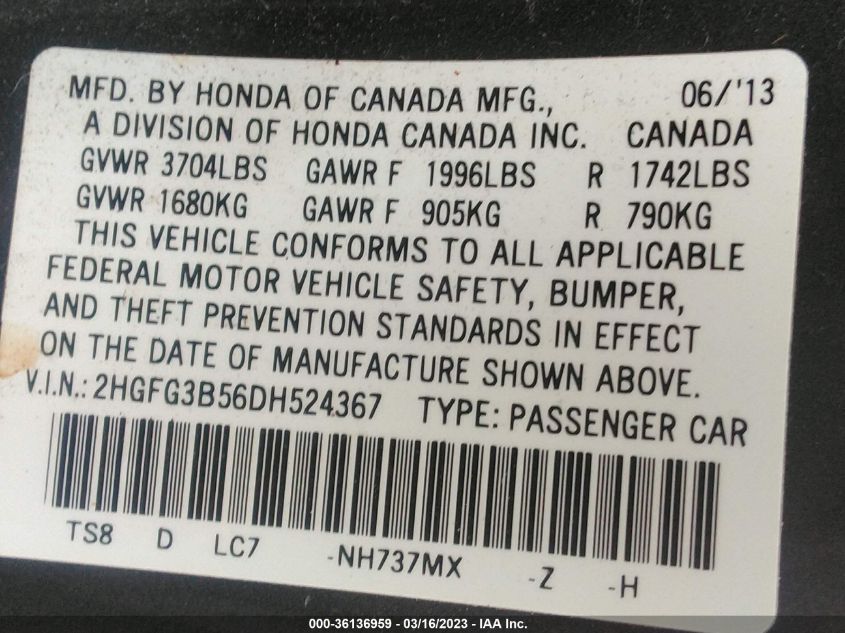 MFD. BY HONDA OF CANADA MFG., 06/'13
A DIVISION OF HONDA CANADA INC. CANADA
GVWR 3704LBS GAWR F 1996LBS R 1742LBS
GVWR 1680KG GAWR F 905KG R 790KG
THIS VEHICLE CONFORMS TO ALL APPLICABLE
FEDERAL MOTOR VEHICLE SAFETY, BUMPER,
AND THEFT PREVENTION STANDARDS IN EFFECT
ON THE DATE OF MANUFACTURE SHOWN ABOVE.
V.I.N.: 2HGFG3B56DH524367 TYPE: PASSENGER CAR
TS8 D LC7 -NH737MX -Z -H
000-36136959 - 03/16/2023 - IAA Inc.